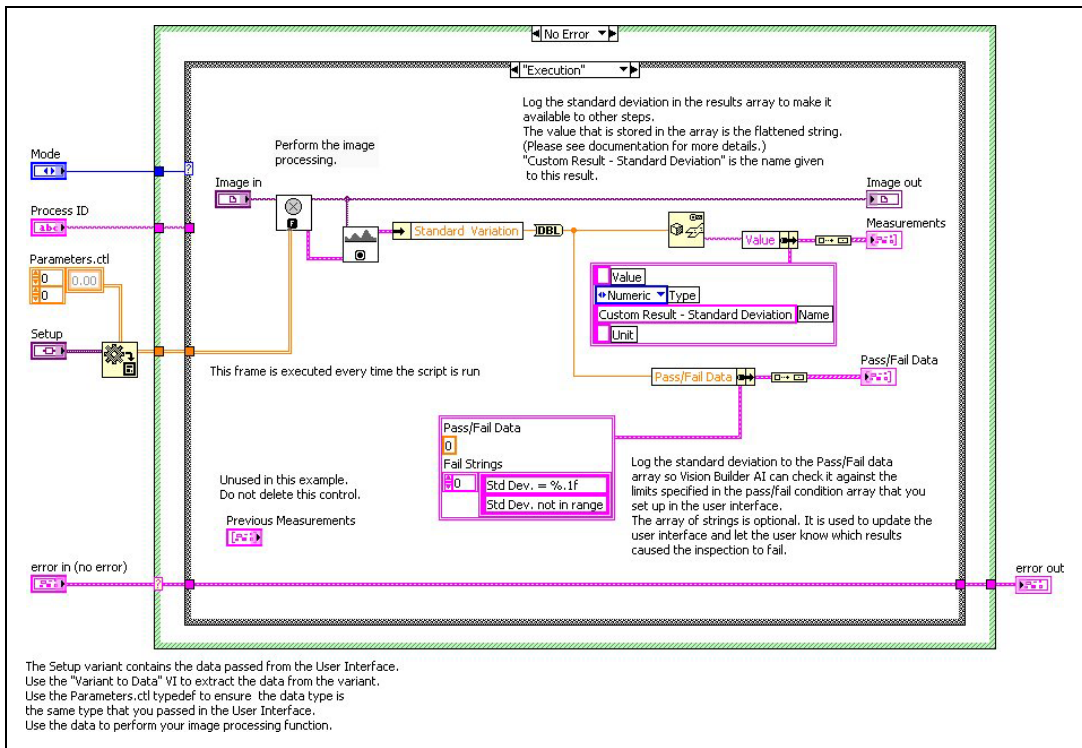 No Error
"Execution"
Log the standard deviation in the results array to make it
available to other steps.
The value that is stored in the array is the flattened string.
(Please see documentation for more details.)
"Custom Result - Standard Deviation" is the name given
to this result.
Perform the image
processing.
Mode
?
Image in
Image out
F
Process ID
abc
Measurements
Standard Variation
DBL
Value
Parameters.ctl
0
0.00
0
Value
Numeric
Type
Custom Result - Standard Deviation
Name
Unit
Setup
This frame is executed every time the script is run
Pass/Fail Data
Pass/Fail Data
Pass/Fail Data
0
Fail Strings
0
Std Dev. = %.1f
Std Dev. not in range
Log the standard deviation to the Pass/Fail data
array so Vision Builder AI can check it against the
limits specified in the pass/fail condition array that you
set up in the user interface.
The array of strings is optional. It is used to update the
user interface and let the user know which results
caused the inspection to fail.
Unused in this example.
Do not delete this control.
Previous Measurements
error in (no error)
?
error out
The Setup variant contains the data passed from the User Interface.
Use the "Variant to Data" VI to extract the data from the variant.
Use the Parameters.ctl typedef to ensure the data type is
the same type that you passed in the User Interface.
Use the data to perform your image processing function.